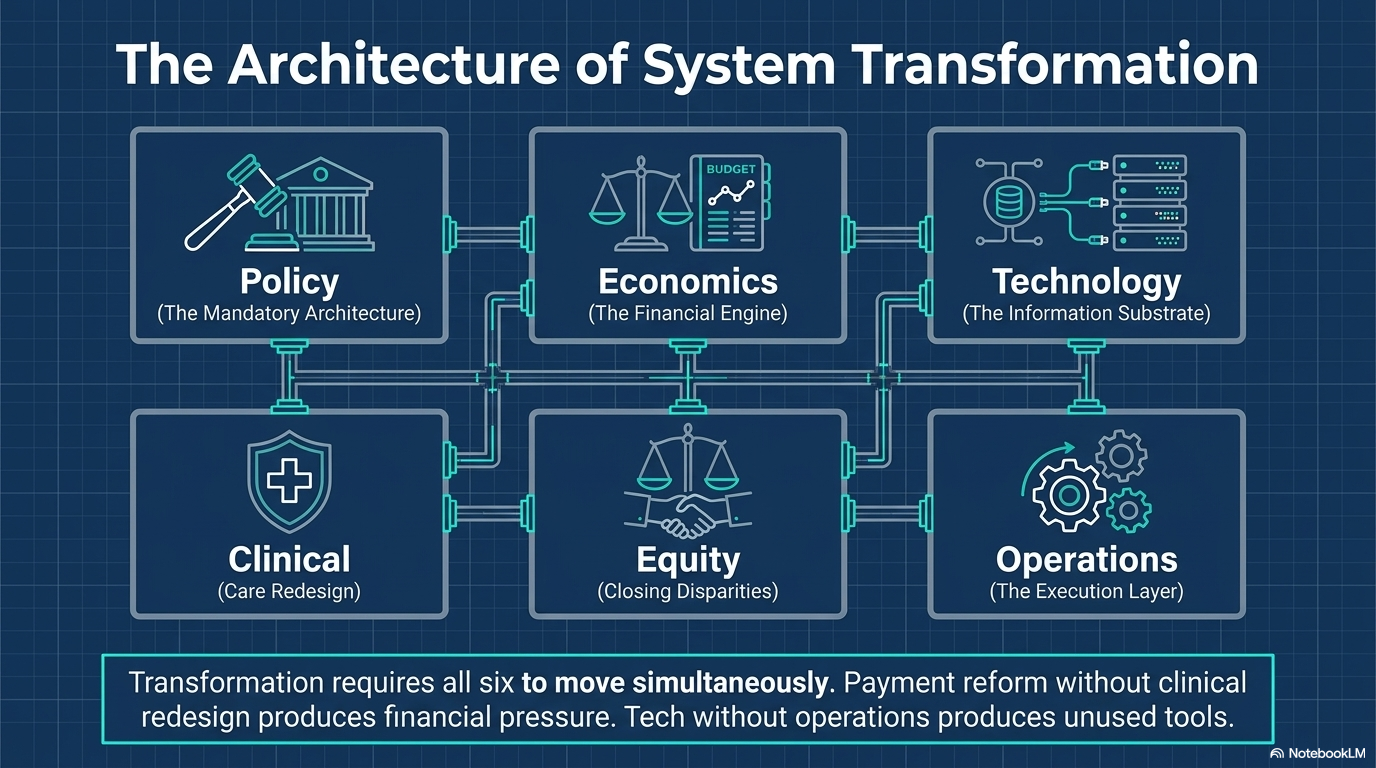 The Architecture of System Transformation
BUDGET
Policy
(The Mandatory Architecture)
Economics
(The Financial Engine)
Technology
(The Information Substrate)
Clinical
(Care Redesign)
Equity
(Closing Disparities)
Operations
(The Execution Layer)
Transformation requires all six to move simultaneously. Payment reform without clinical
redesign produces financial pressure. Tech without operations produces unused tools.
NotebookLM